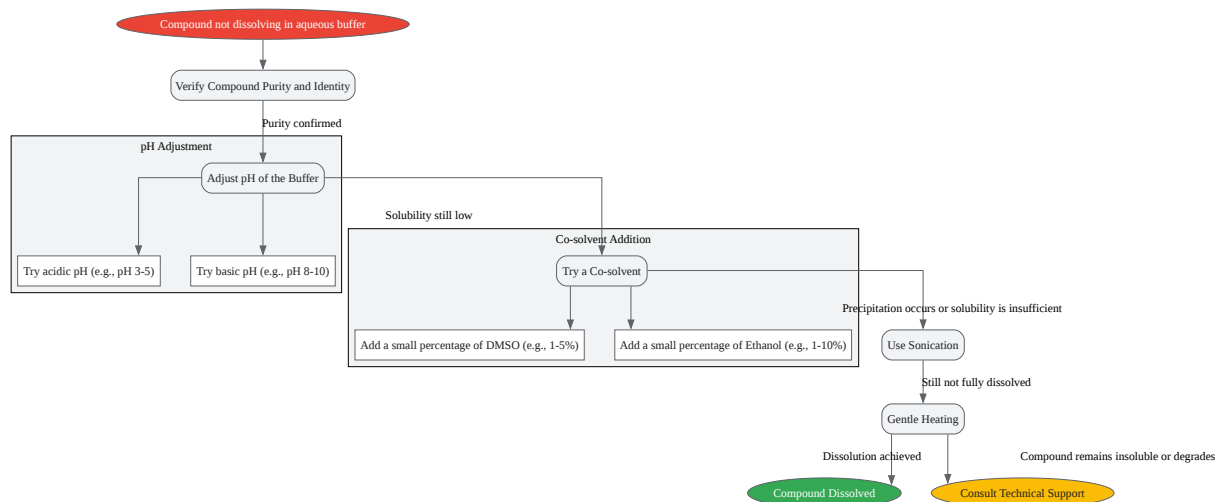 Compound not dissolving in aqueous buffer
Verify Compound Purity and Identity
Purity confirmed
pH Adjustment
Adjust pH of the Buffer
Try acidic pH (e.g., pH 3-5)
Try basic pH (e.g., pH 8-10)
Solubility still low
Co-solvent Addition
Try a Co-solvent
Add a small percentage of DMSO (e.g., 1-5%)
Add a small percentage of Ethanol (e.g., 1-10%)
Precipitation occurs or solubility is insufficient
Use Sonication
Still not fully dissolved
Gentle Heating
Dissolution achieved
Compound remains insoluble or degrades
Compound Dissolved
Consult Technical Support